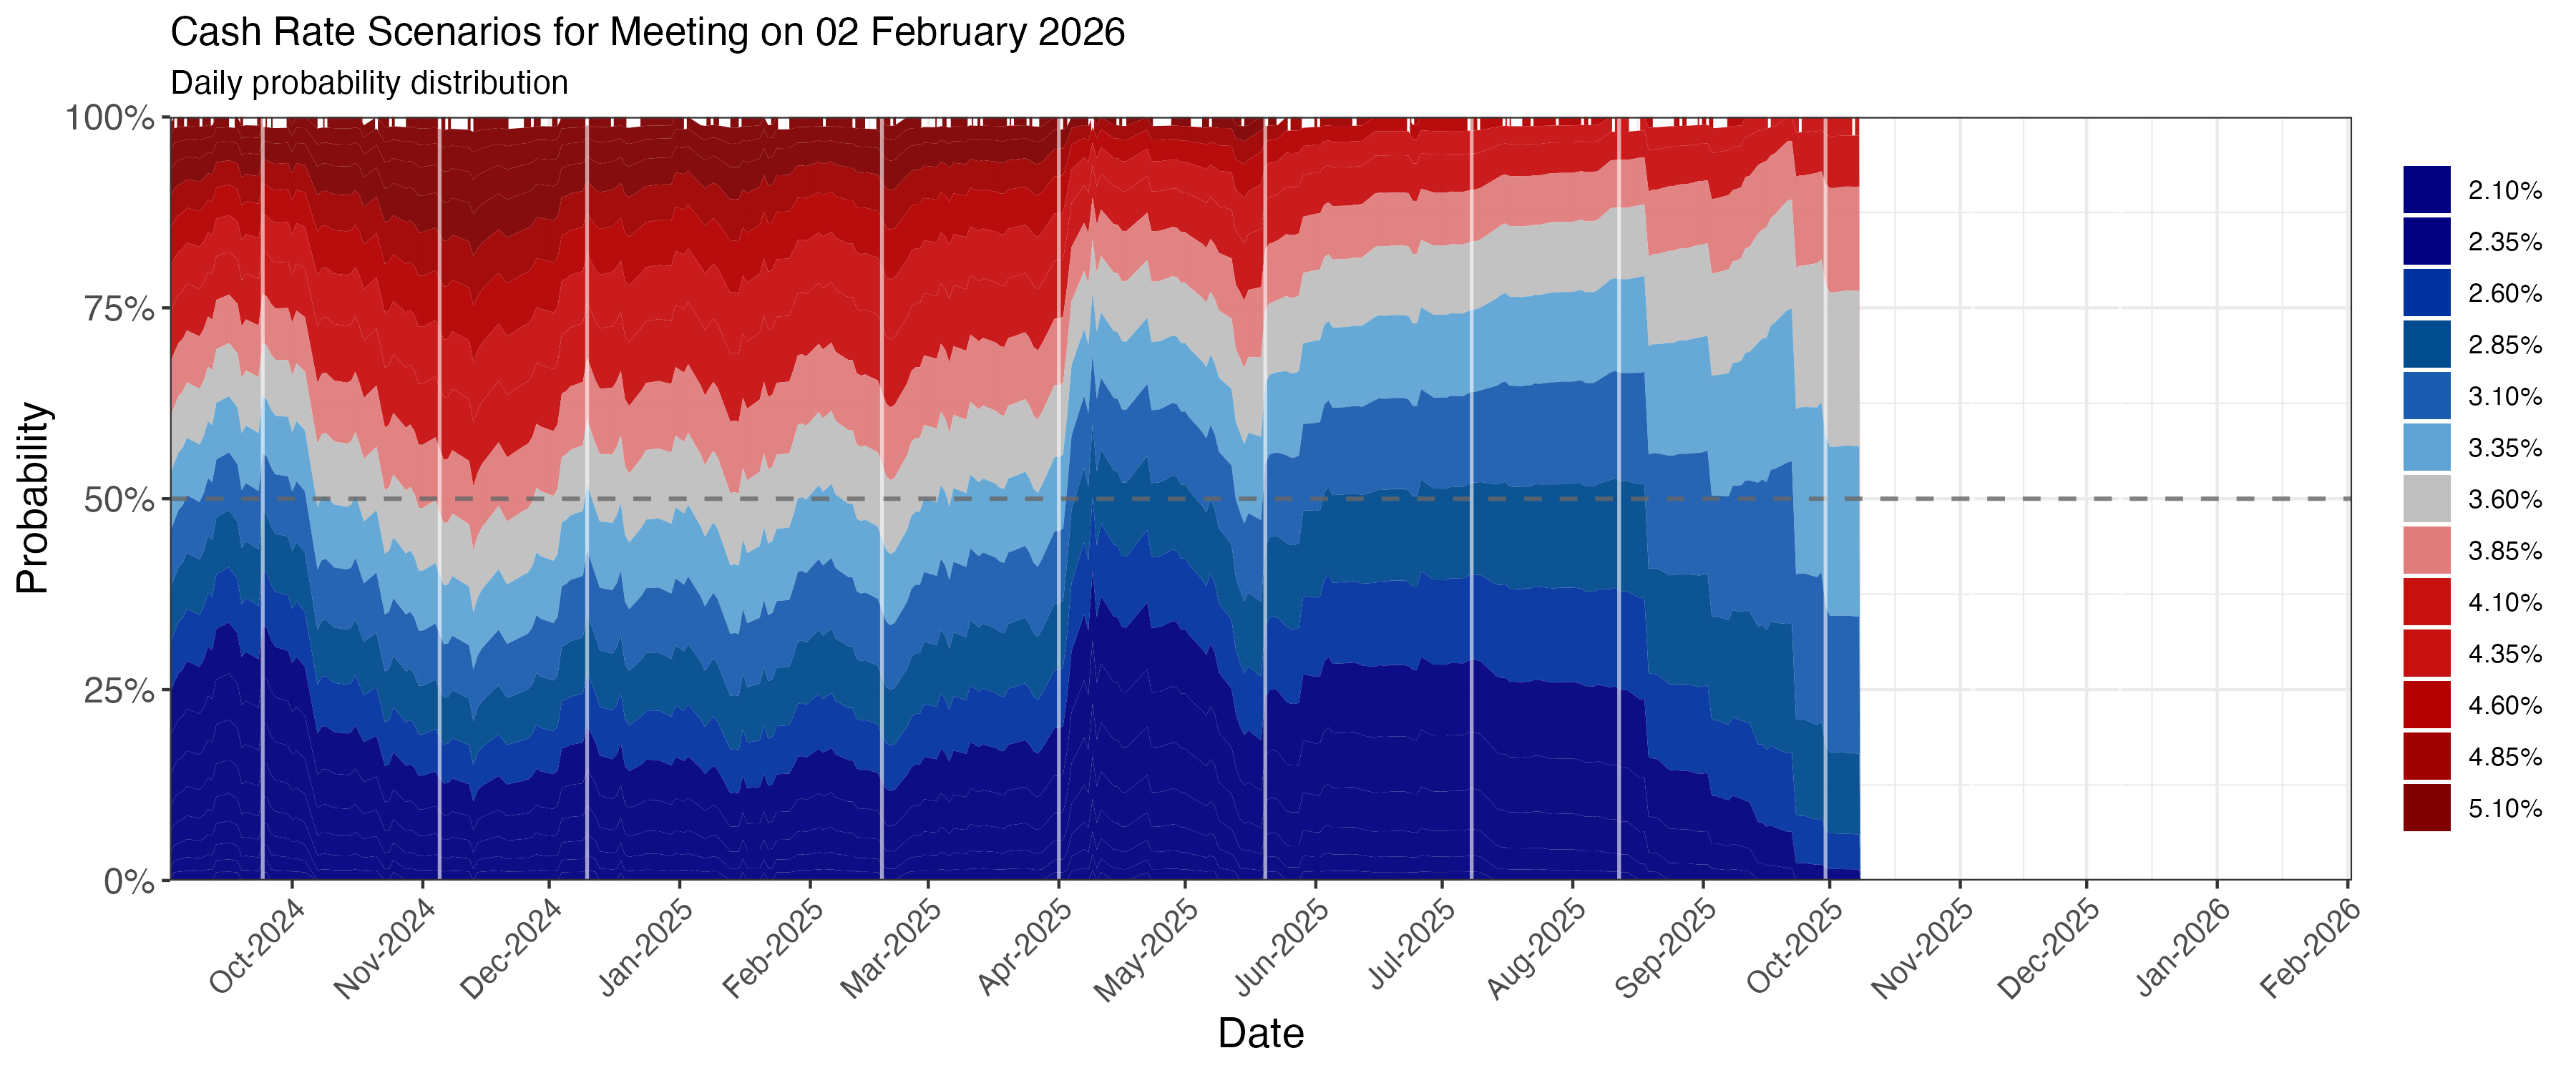 Cash Rate Scenarios for Meeting on 02 February 2026
Daily probability distribution
100%
75%
50%
25%
0%
Probability
Oct-2024
Nov-2024
Dec-2024
Jan-2025
Feb-2025
Mar-2025
Apr-2025
May-2025
Jun-2025
Jul-2025
Aug-2025
Sep-2025
Oct-2025
Nov-2025
Dec-2025
Jan-2026
Feb-2026
Date
2.10%
2.35%
2.60%
2.85%
3.10%
3.35%
3.60%
3.85%
4.10%
4.35%
4.60%
4.85%
5.10%